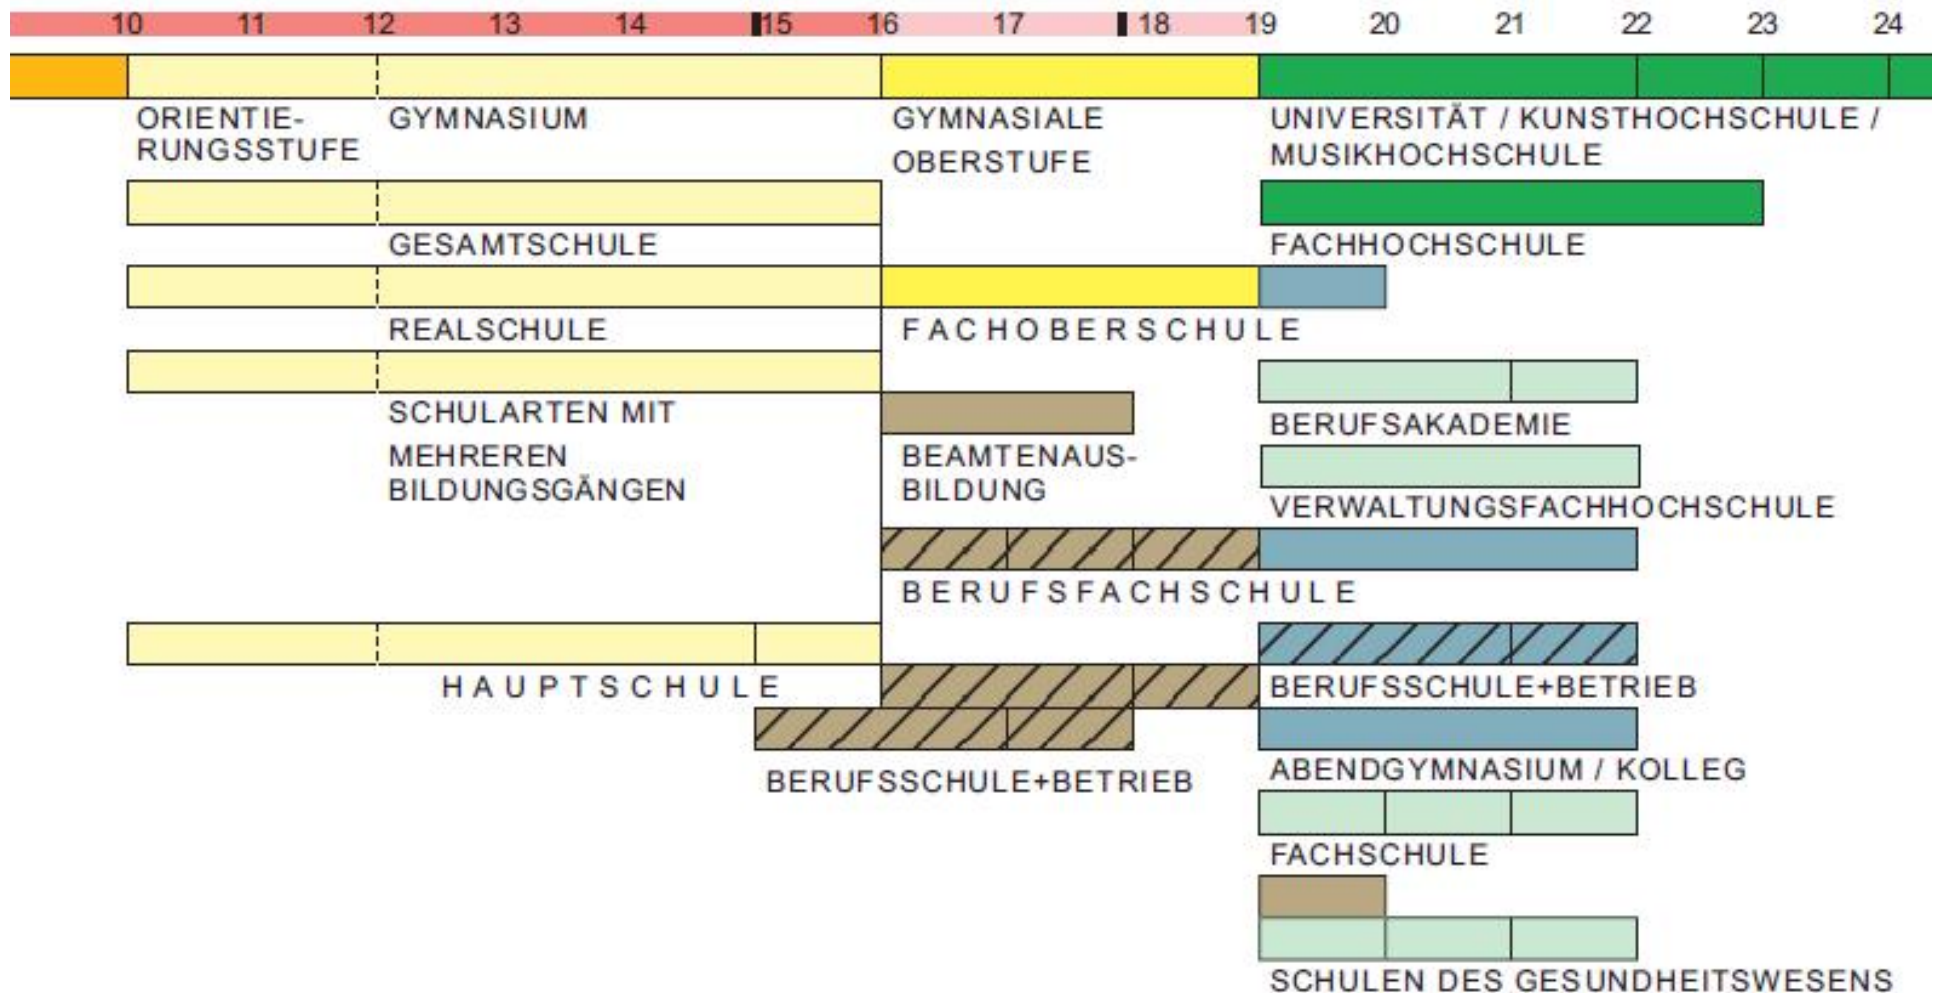 10 11 12 13 14 15 16 17 18 19 20 21 22 23 24
ORIENTIE-
RUNGSSTUFE
GYMNASIUM
GYMNASIALE
OBERSTUFE
UNIVERSITÄT / KUNSTHOCHSCHULE /
MUSIKHOCHSCHULE
GESAMTSCHULE
FACHHOCHSCHULE
REALSCHULE
FACHOBERSCHULE
SCHULARTEN MIT
MEHREREN
BILDUNGSGÄNGEN
BEAMTENAUS-
BILDUNG
BERUFSAKADEMIE
VERWALTUNGSFACHHOCHSCHULE
BERUFSFACHSCHULE
HAUPTSCHULE
BERUFSSCHULE+BETRIEB
BERUFSSCHULE+BETRIEB
ABENDGYMNASIUM / KOLLEG
FACHSCHULE
SCHULEN DES GESUNDHEITSWESENS